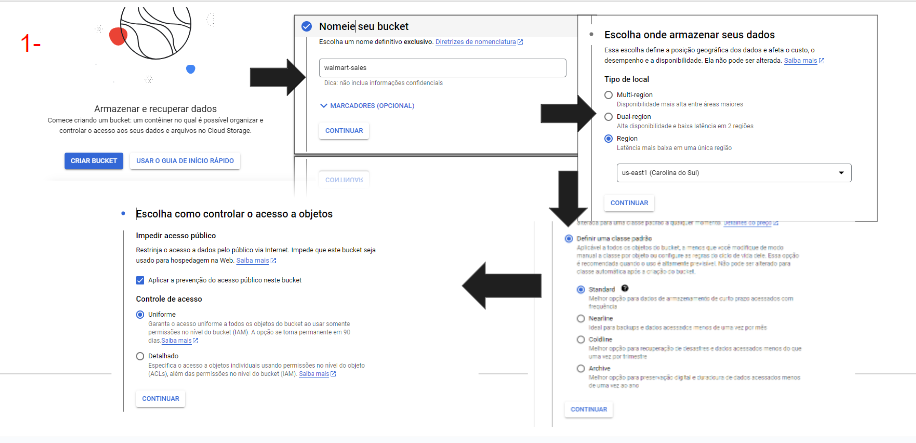 1-
Armazenar e recuperar dados
Comece criando um bucket: um contêiner no qual é possível organizar e
controlar o acesso aos seus dados e arquivos no Cloud Storage.
CRIAR BUCKET
USAR O GUIA DE INÍCIO RÁPIDO
Nomeie seu bucket
Escolha um nome definitivo exclusivo. Diretrizes de nomenclatura
walmart-sales
Dica: não inclua informações confidenciais
MARCADORES (OPCIONAL)
CONTINUAR
Escolha onde armazenar seus dados
Essa escolha define a posição geográfica dos dados e afeta o custo, o
desempenho e a disponibilidade. Ela não pode ser alterada. Saiba mais
Tipo de local
Multi-region
Disponibilidade mais alta entre áreas maiores
Dual-region
Alta disponibilidade e baixa latência em 2 regiões
Region
Latência mais baixa em uma única região
us-east1 (Carolina do Sul)
CONTINUAR
alterada para uma classe padrão a qualquer momento. Detalhes do preço
Definir uma classe padrão
Aplicável a todos os objetos do bucket, a menos que você modifique de modo
manual a classe por objeto ou configure as regras do ciclo de vida dele. Essa opção
é recomendada quando o uso é altamente previsível. Não pode ser alterado para
classe automática após a criação do bucket.
Standard
Melhor opção para dados de armazenamento de curto prazo acessados com
frequência
Nearline
Ideal para backups e dados acessados menos de uma vez por mês
Coldline
Melhor opção para recuperação de desastres e dados acessados menos do que
uma vez por trimestre
Archive
Melhor opção para preservação digital e duradoura de dados acessados menos
de uma vez ao ano
CONTINUAR
Escolha como controlar o acesso a objetos
Impedir acesso público
Restrinja o acesso a dados pelo público via Internet. Impede que este bucket seja
usado para hospedagem na Web. Saiba mais
Aplicar a prevenção do acesso público neste bucket
Controle de acesso
Uniforme
Garante o acesso uniforme a todos os objetos do bucket ao usar somente
permissões no nível do bucket (IAM). A opção se torna permanente em 90
dias.Saiba mais
Detalhado
Especifica o acesso a objetos individuais usando permissões no nível do objeto
(ACLs), além das permissões no nível do bucket (IAM). Saiba mais
CONTINUAR